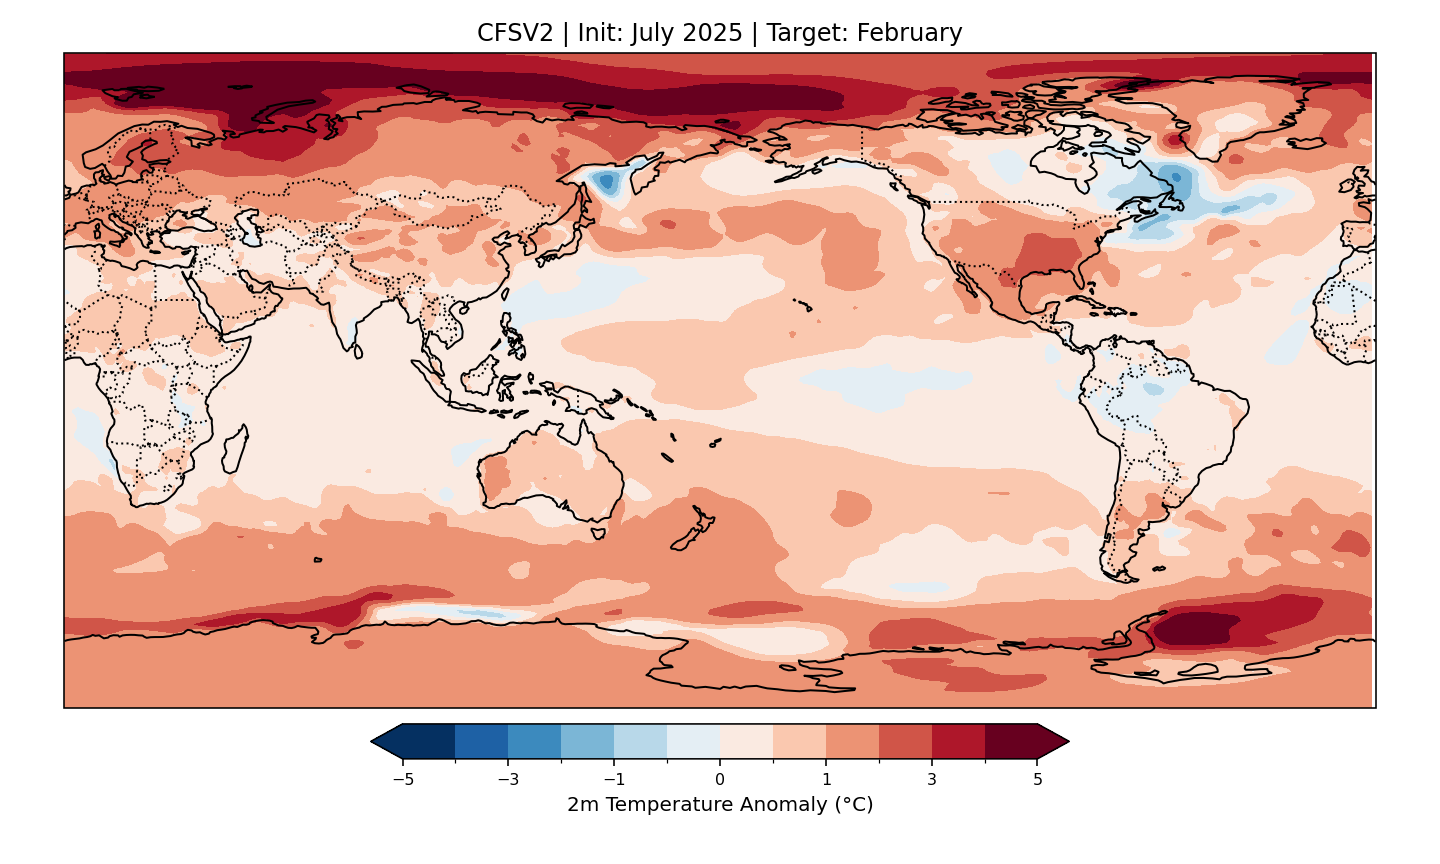 CFSV2 | Init: July 2025 | Target: February
−5 −3 −1 0 1 3 5
2m Temperature Anomaly (°C)